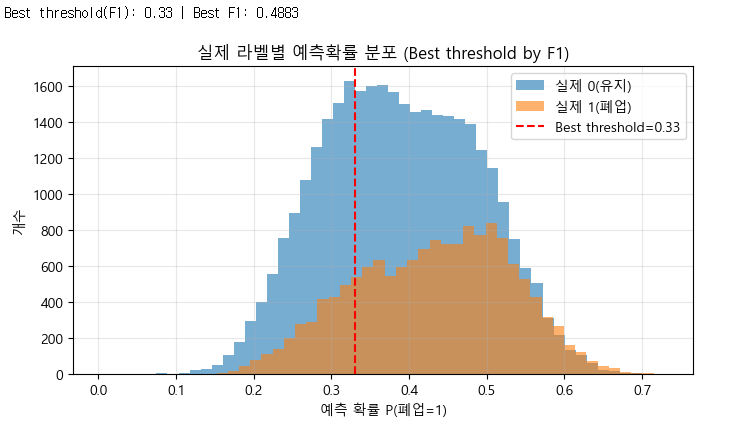 Best threshold(F1): 0.33 | Best F1: 0.4883
실제 라벨별 예측확률 분포 (Best threshold by F1)
실제 0(유지)
실제 1(폐업)
Best threshold=0.33
개수
1600
1400
1200
1000
800
600
400
200
0
0.0 0.1 0.2 0.3 0.4 0.5 0.6 0.7
예측 확률 P(폐업=1)